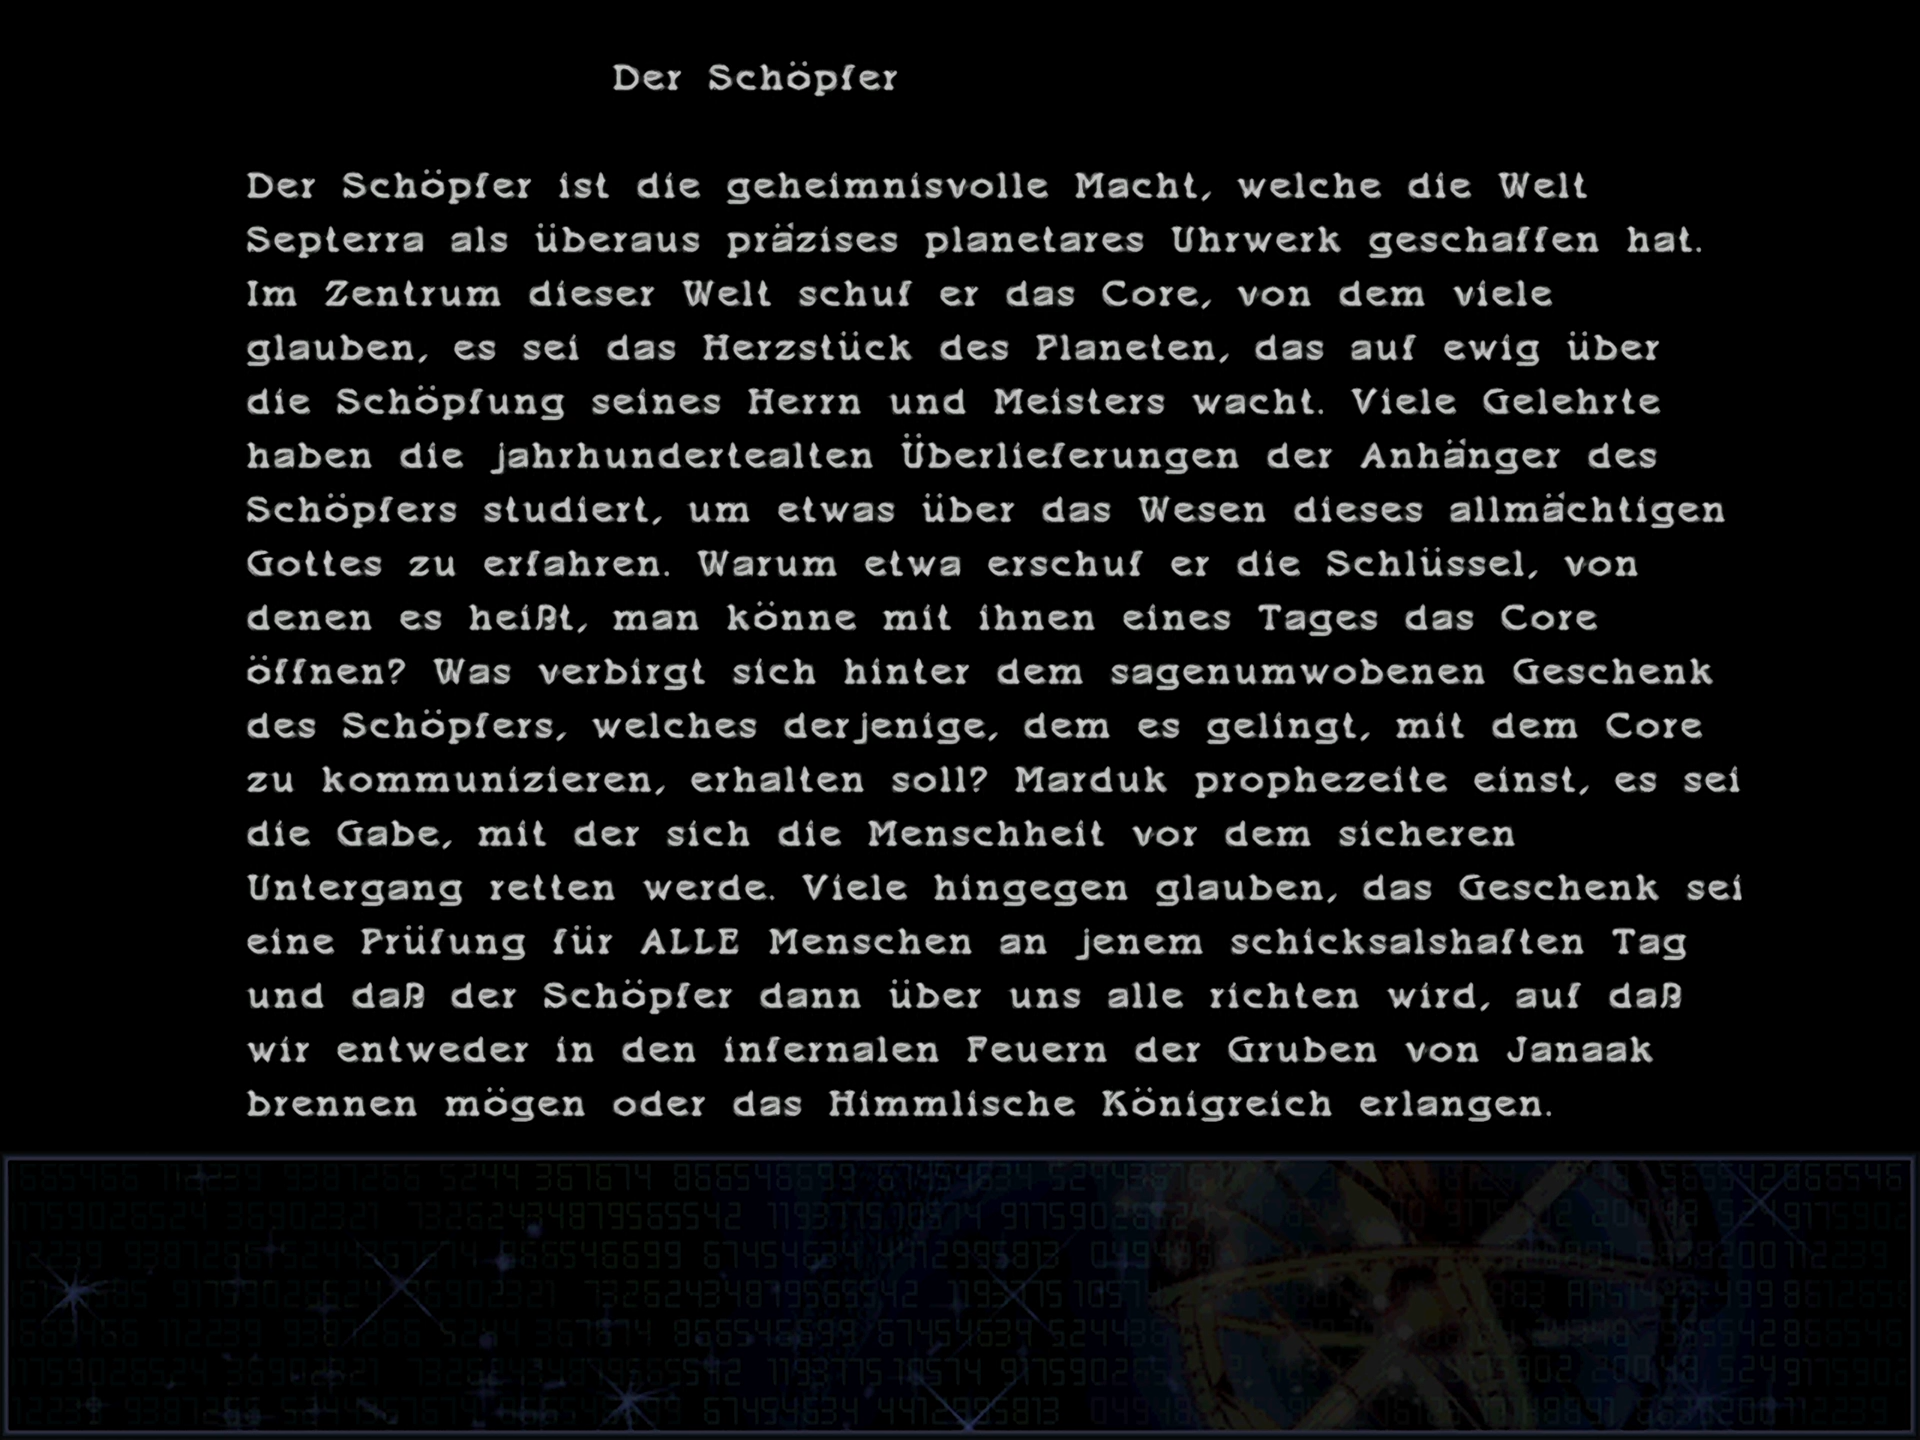 Der Schöpfer
Der Schöpfer ist die geheimnisvolle Macht, welche die Welt
Septerra als überaus präzises planetares Uhrwerk geschaffen hat.
Im Zentrum dieser Welt schuf er das Core, von dem viele
glauben, es sei das Herzstück des Planeten, das auf ewig über
die Schöpfung seines Herrn und Meisters wacht. Viele Gelehrte
haben die jahrhundertealten Überlieferungen der Anhänger des
Schöpfers studiert, um etwas über das Wesen dieses allmächtigen
Gottes zu erfahren. Warum etwa erschuf er die Schlüssel, von
denen es heißt, man könne mit ihnen eines Tages das Core
öffnen? Was verbirgt sich hinter dem sagenumwobenen Geschenk
des Schöpfers, welches derjenige, dem es gelingt, mit dem Core
zu kommunizieren, erhalten soll? Marduk prophezeite einst, es sei
die Gabe, mit der sich die Menschheit vor dem sicheren
Untergang retten werde. Viele hingegen glauben, das Geschenk sei
eine Prüfung für ALLE Menschen an jenem schicksalshaften Tag
und daß der Schöpfer dann über uns alle richten wird, auf daß
wir entweder in den infernalen Feuern der Gruben von Janaak
brennen mögen oder das Himmlische Königreich erlangen.